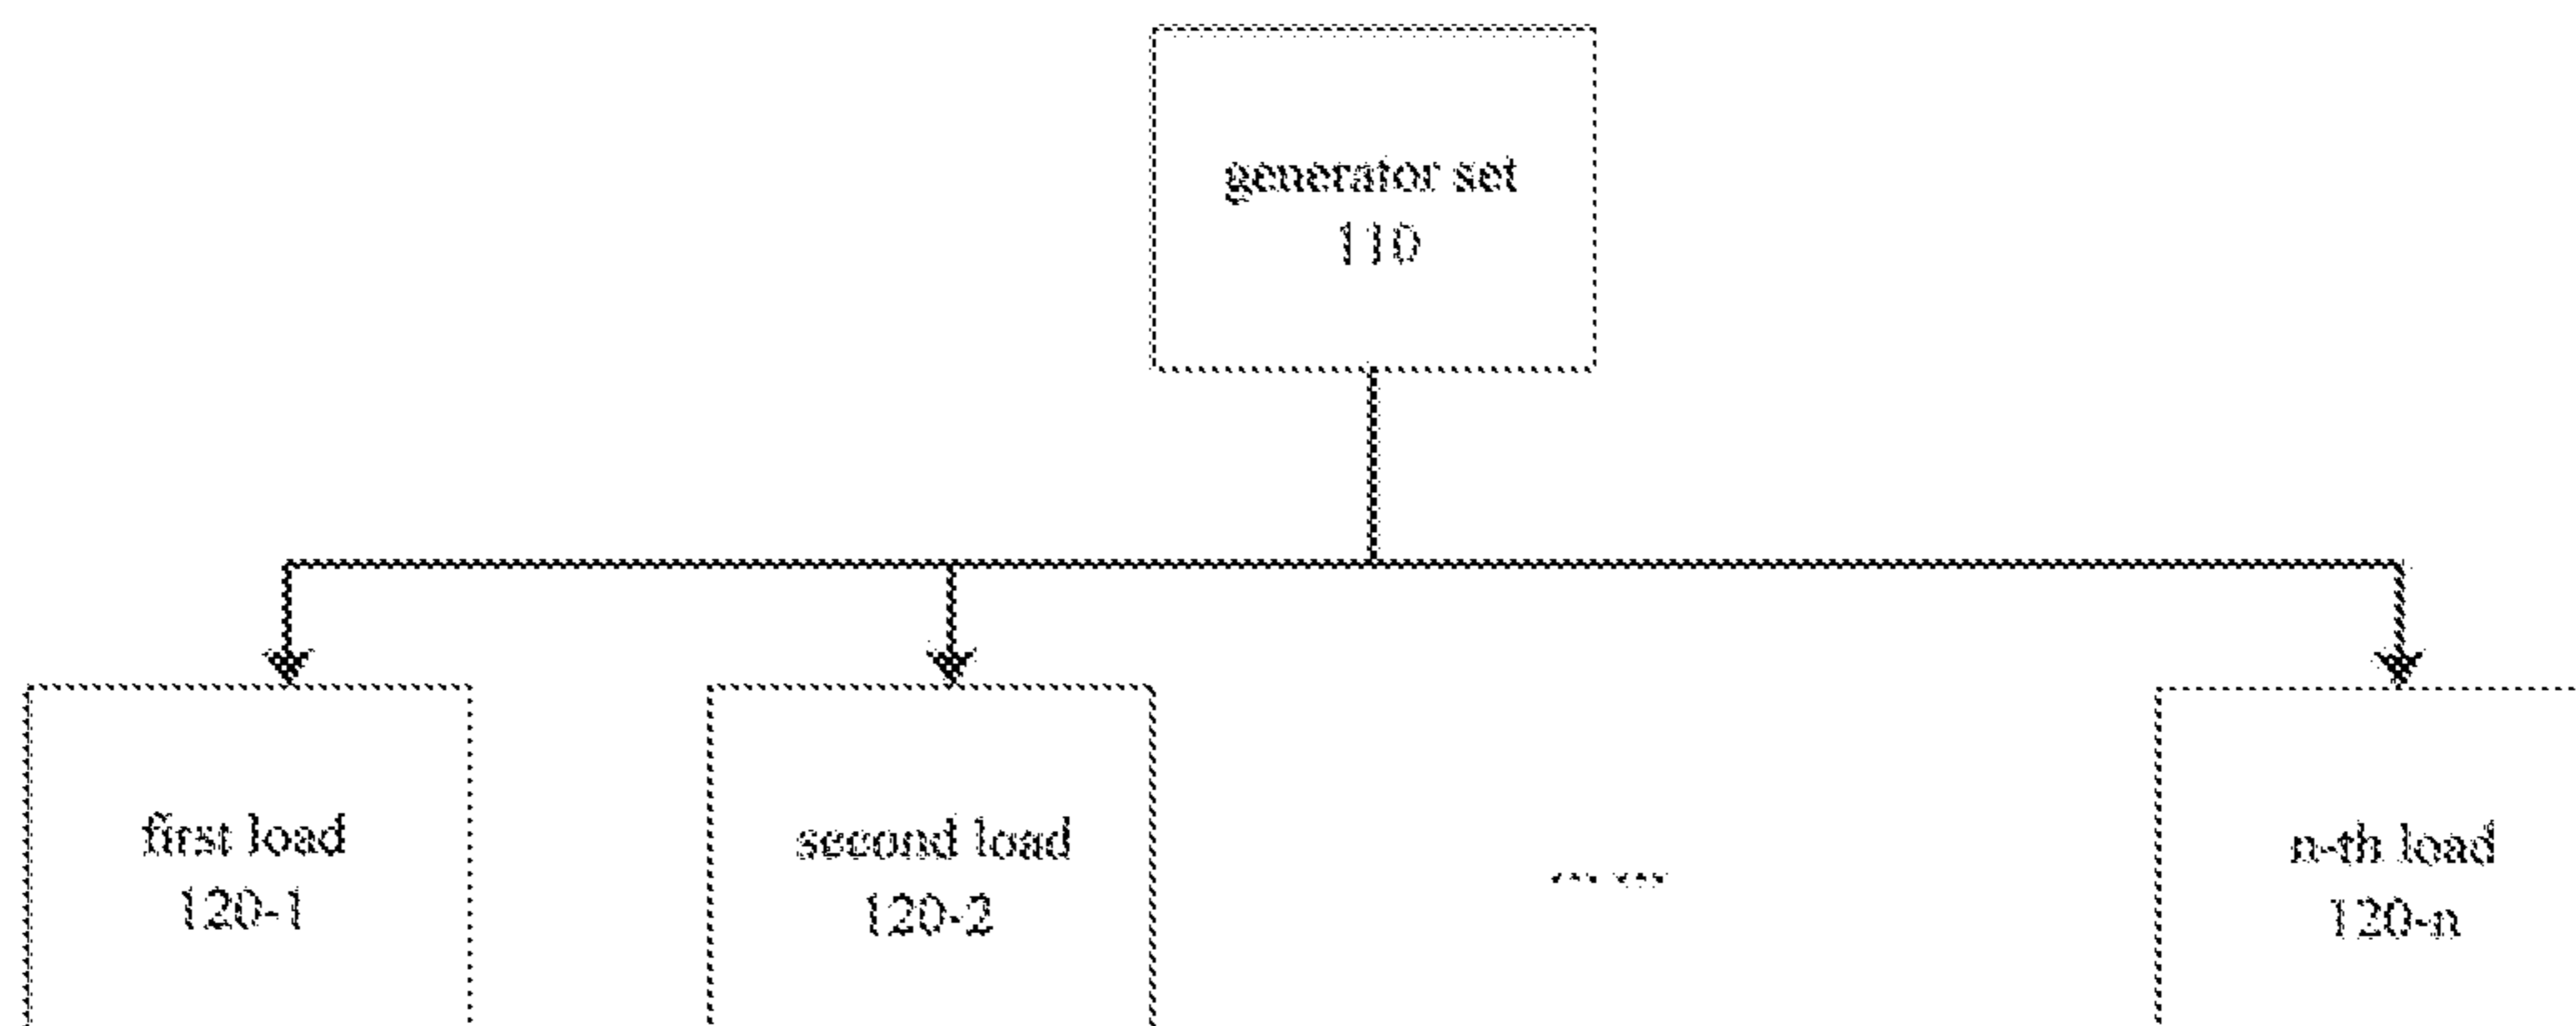 generator set
110
first load
120-1
second load
120-2
... ...
n-th load
120-n